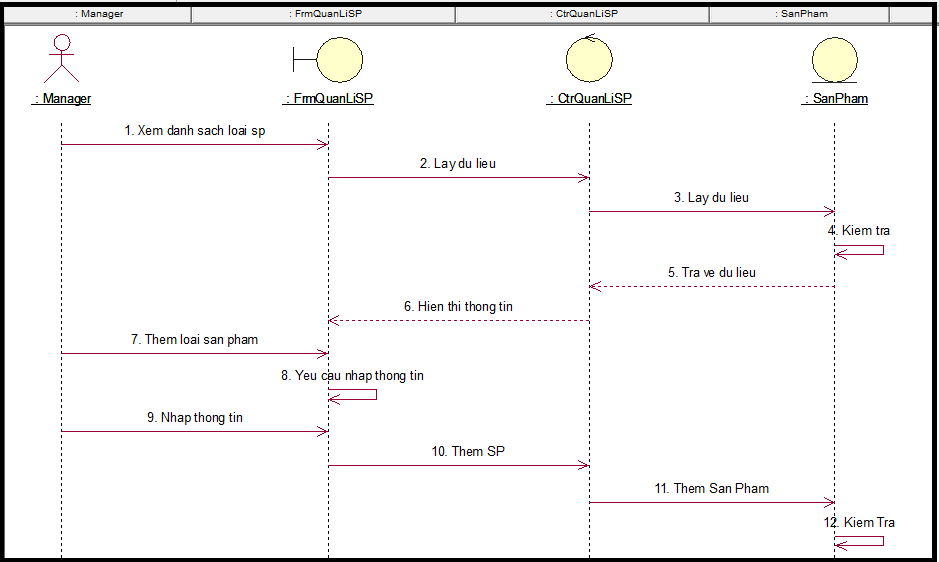 : Manager : FrmQuanLiSP : CtrQuanLiSP : SanPham
: Manager : FrmQuanLiSP : CtrQuanLiSP : SanPham
1. Xem danh sach loai sp
2. Lay du lieu
3. Lay du lieu
4. Kiem tra
5. Tra ve du lieu
6. Hien thi thong tin
7. Them loai san pham
8. Yeu cau nhap thong tin
9. Nhap thong tin
10. Them SP
11. Them San Pham
12. Kiem Tra